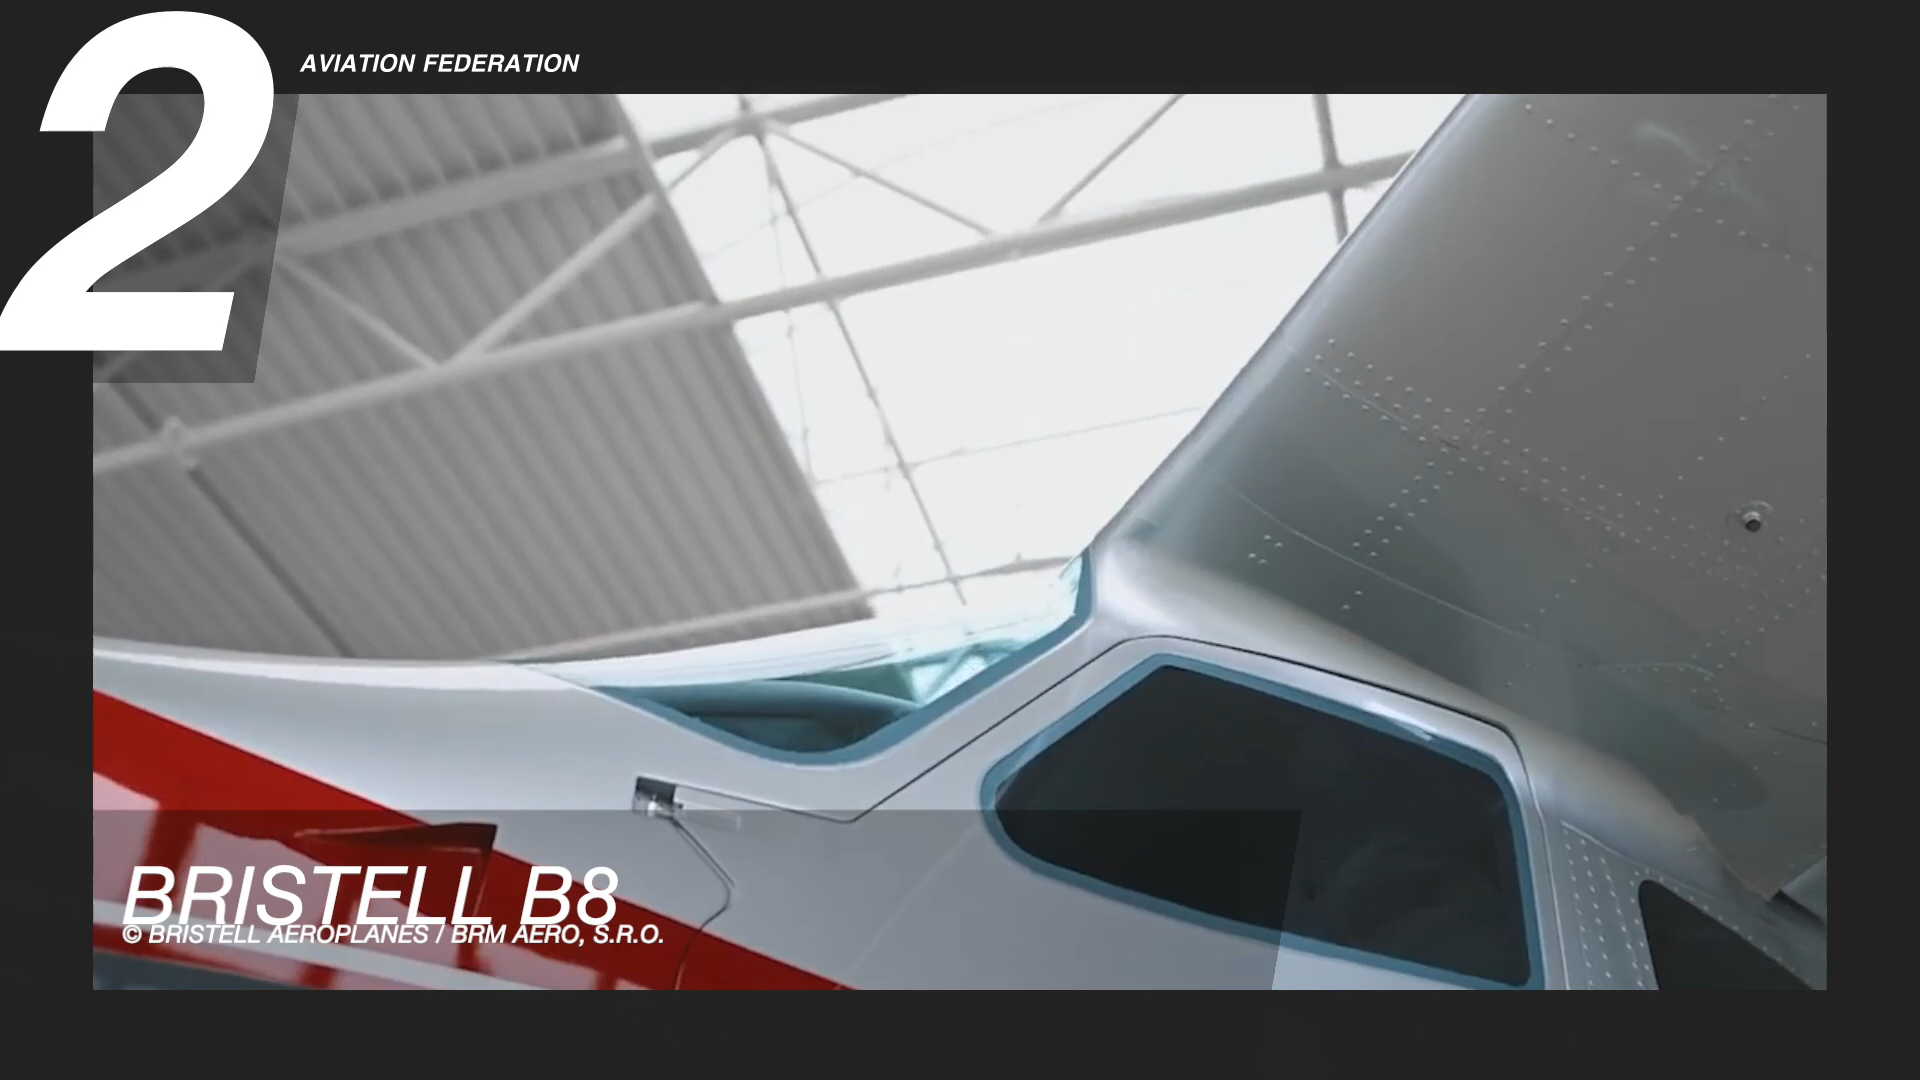 2
AVIATION FEDERATION
BRISTELL B8
© BRISTELL AEROPLANES / BRM AERO, S.R.O.